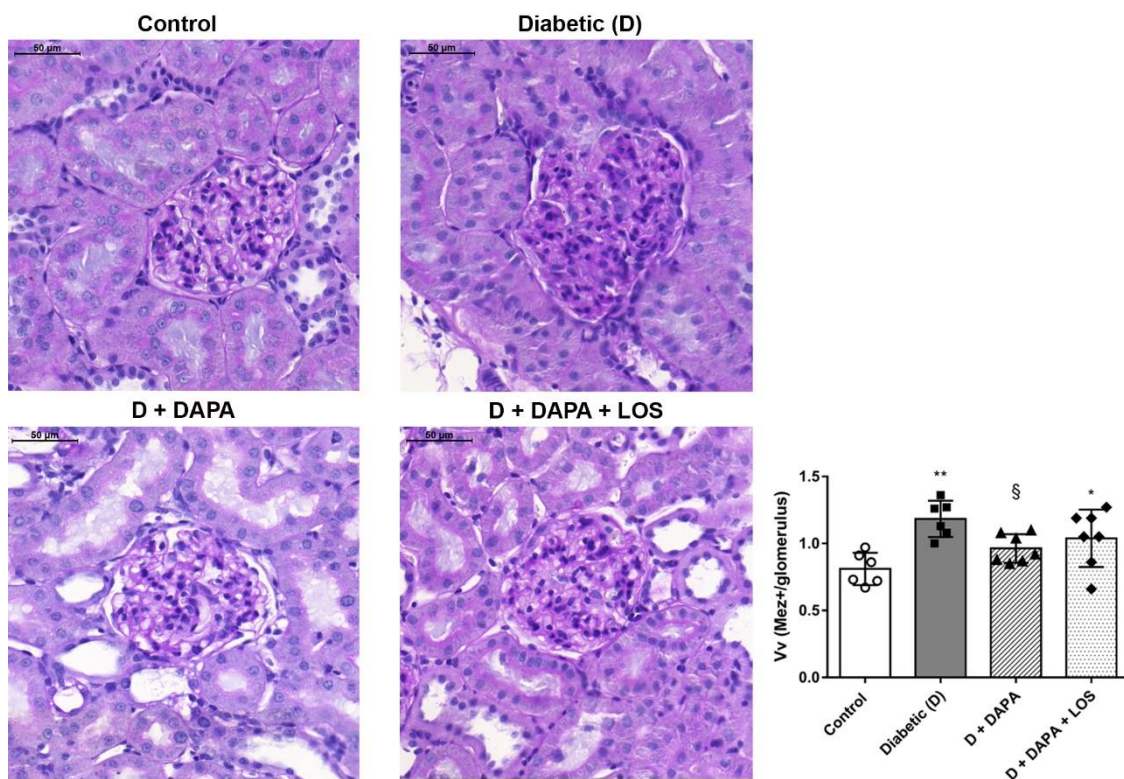 Control
Diabetic (D)
50 µm
50 µm
D + DAPA
D + DAPA + LOS
50 µm
50 µm
Vv (Mez+/glomerulus)
1.5
1.0
0.5
0.0
**
§
*
Control
Diabetic (D)
D + DAPA
D + DAPA + LOS